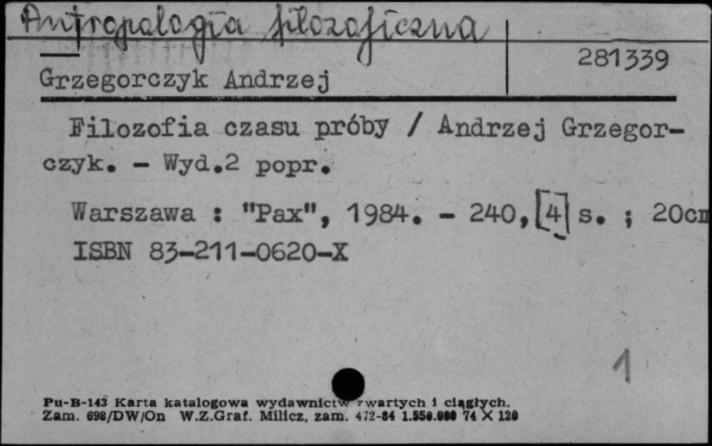 Antropologia filozoficzna
281339
Grzegorczyk Andrzej
Filozofia czasu próby / Andrzej Grzegor-
czyk. - Wyd.2 popr.
Warszawa : "Pax", 1984. - 240,[4] s. ; 20cm
ISBN 83-211-0620-X
1
Pu-B-143 Karta katalogowa wydawnictw zwartych i ciągłych.
Zam. 698/DW/On W.Z.Graf. Milicz, zam. 472-84 1.550.000 74 X 120